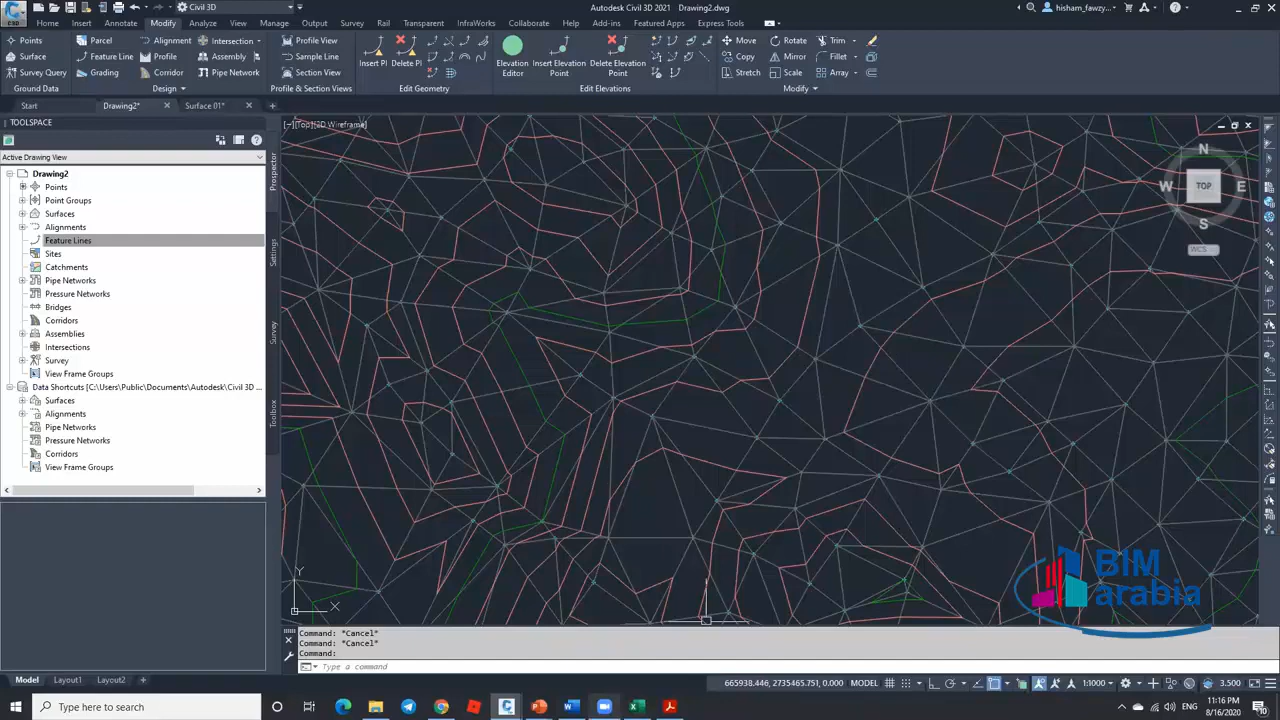 Civil 3D
Autodesk Civil 3D 2021 Drawing2.dwg
hisham_fawzy...
C3D
Home Insert Annotate Modify Analyze View Manage Output Survey Rail Transparent InfraWorks Collaborate Help Add-ins Featured Apps Express Tools
Points Parcel Alignment Intersection Profile View
Surface Feature Line Profile Assembly Sample Line
Survey Query Grading Corridor Pipe Network Section View
Insert PI Delete PI
Elevation Editor Insert Elevation Point Delete Elevation Point
Move Rotate Trim
Copy Mirror Fillet
Stretch Scale Array
Ground Data Design Profile & Section Views Edit Geometry Edit Elevations Modify
Start Drawing2* Surface 01*
TOOLSPACE
Active Drawing View
Drawing2
Points
Point Groups
Surfaces
Alignments
Feature Lines
Sites
Catchments
Pipe Networks
Pressure Networks
Bridges
Corridors
Assemblies
Intersections
Survey
View Frame Groups
Data Shortcuts [C:\Users\Public\Documents\Autodesk\Civil 3D ...
Surfaces
Alignments
Pipe Networks
Pressure Networks
Corridors
View Frame Groups
Prospector
Settings
Survey
Toolbox
[−][Top][2D Wireframe]
N
W TOP E
S
WCS
Y
X
BIM
arabia
Command: *Cancel*
Command: *Cancel*
Command:
Type a command
Model Layout1 Layout2 +
665938.446, 2735465.751, 0.000 MODEL 1:1000 3.500
Type here to search
11:16 PM
8/16/2020